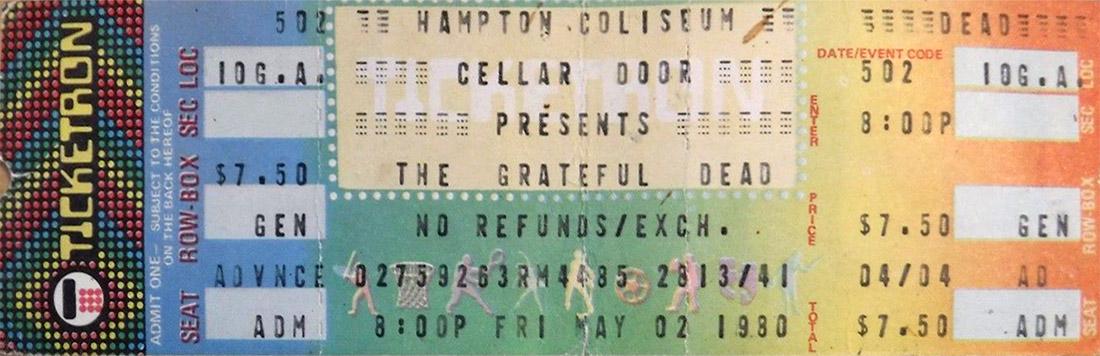 TICKETRON
ADMIT ONE— SUBJECT TO THE CONDITIONS
ON THE BACK HEREOF
SEAT ROW-BOX SEC LOC
502
10G.A.
$7.50
GEN
ADVNCE
ADM
HAMPTON COLISEUM
TICKETRON
CELLAR DOOR
PRESENTS
THE GRATEFUL DEAD
NO REFUNDS/EXCH.
02759263RM4485 2813/41
8:00P FRI MAY 02 1980
DEAD
DATE/EVENT CODE
502 10G.A.
ENTER
8:00P
PRICE
$7.50 GEN
04/04 AD
TOTAL
$7.50 ADM
SEAT ROW-BOX SEC LOC